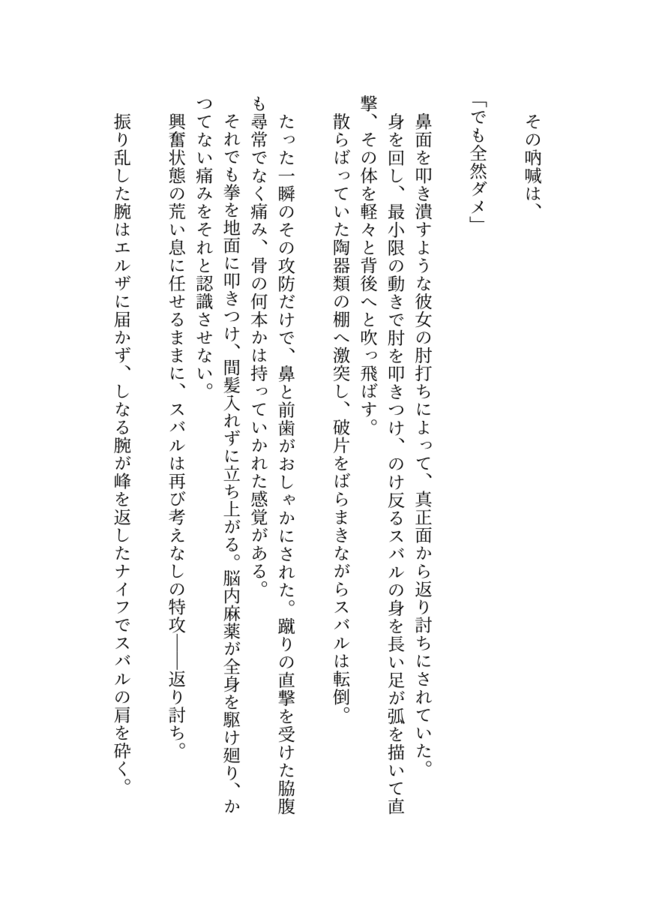 その吶喊は、
「でも全然ダメ」
鼻面を叩き潰すような彼女の肘打ちによって、真正面から返り討ちにされていた。
身を回し、最小限の動きで肘を叩きつけ、のけ反るスバルの身を長い足が弧を描いて直
撃、その体を軽々と背後へと吹っ飛ばす。
散らばっていた陶器類の棚へ激突し、破片をばらまきながらスバルは転倒。
たった一瞬のその攻防だけで、鼻と前歯がおしゃかにされた。蹴りの直撃を受けた脇腹
も尋常でなく痛み、骨の何本かは持っていかれた感覚がある。
それでも拳を地面に叩きつけ、間髪入れずに立ち上がる。脳内麻薬が全身を駆け廻り、か
つてない痛みをそれと認識させない。
興奮状態の荒い息に任せるままに、スバルは再び考えなしの特攻――返り討ち。
振り乱した腕はエルザに届かず、しなる腕が峰を返したナイフでスバルの肩を砕く。